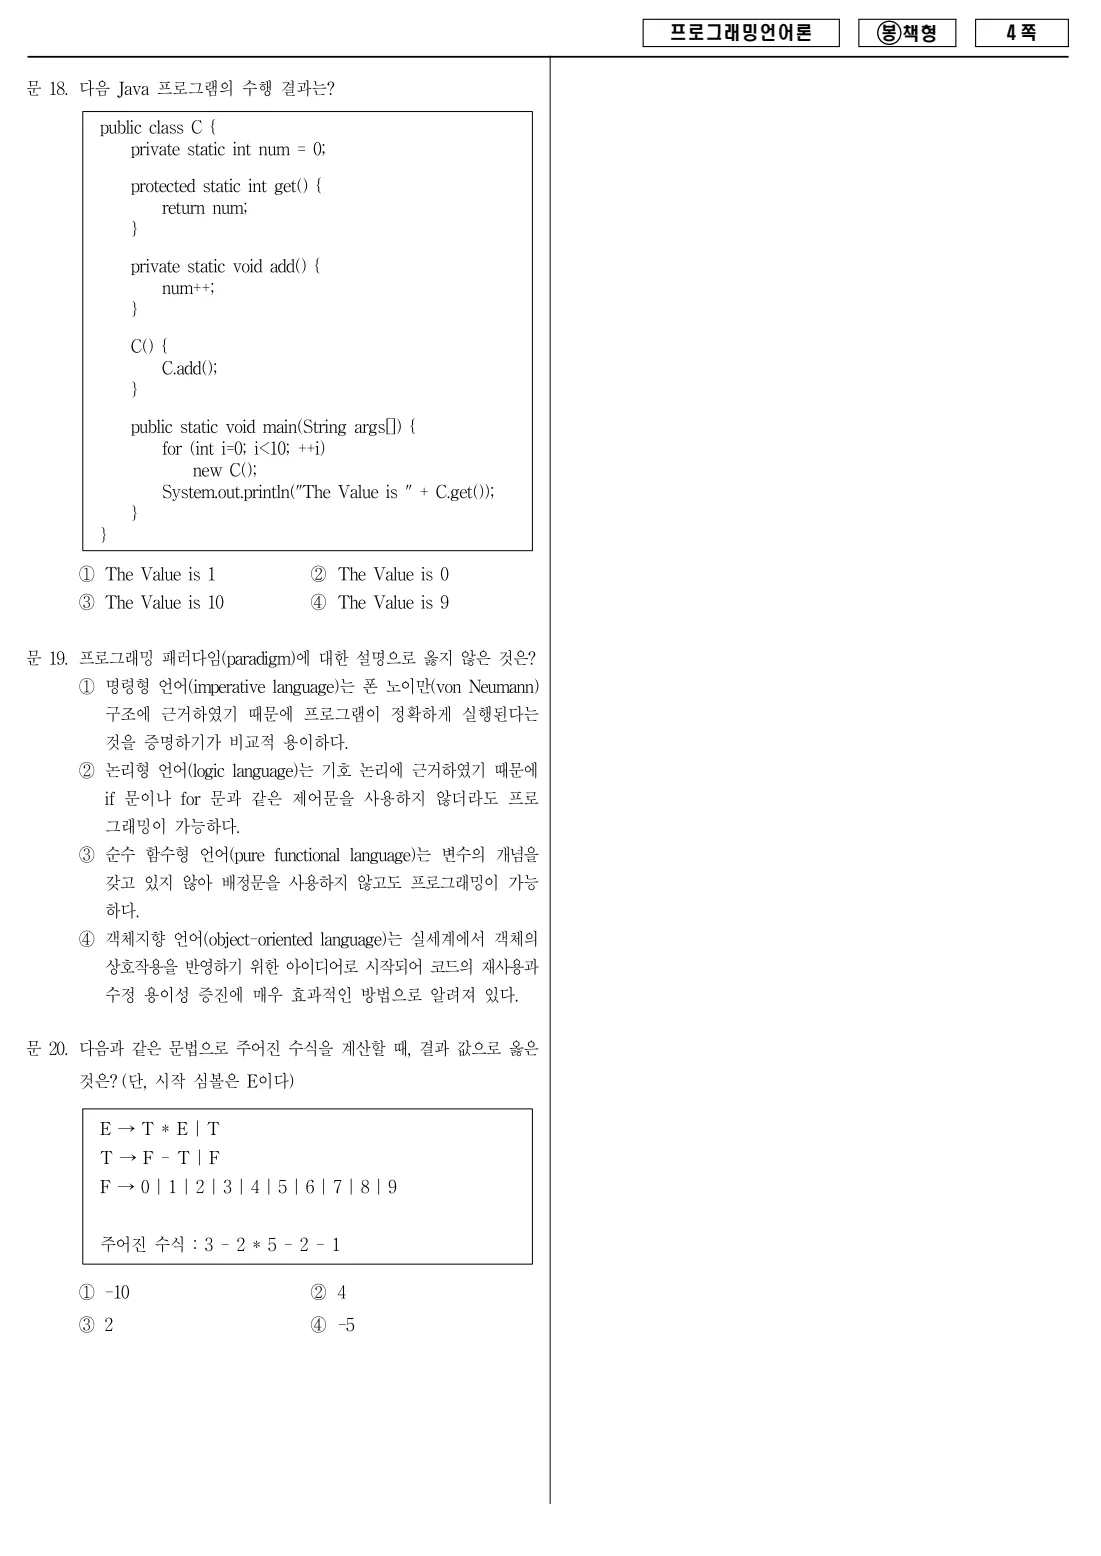 프로그래밍언어론 봉책형 4쪽
문 18. 다음 Java 프로그램의 수행 결과는?
public class C {
private static int num = 0;
protected static int get() {
return num;
}
private static void add() {
num++;
}
C() {
C.add();
}
public static void main(String args[]) {
for (int i=0; i<10; ++i)
new C();
System.out.println("The Value is " + C.get());
}
}
① The Value is 1 ② The Value is 0
③ The Value is 10 ④ The Value is 9
문 19. 프로그래밍 패러다임(paradigm)에 대한 설명으로 옳지 않은 것은?
① 명령형 언어(imperative language)는 폰 노이만(von Neumann)
구조에 근거하였기 때문에 프로그램이 정확하게 실행된다는
것을 증명하기가 비교적 용이하다.
② 논리형 언어(logic language)는 기호 논리에 근거하였기 때문에
if 문이나 for 문과 같은 제어문을 사용하지 않더라도 프로
그래밍이 가능하다.
③ 순수 함수형 언어(pure functional language)는 변수의 개념을
갖고 있지 않아 배정문을 사용하지 않고도 프로그래밍이 가능
하다.
④ 객체지향 언어(object-oriented language)는 실세계에서 객체의
상호작용을 반영하기 위한 아이디어로 시작되어 코드의 재사용과
수정 용이성 증진에 매우 효과적인 방법으로 알려져 있다.
문 20. 다음과 같은 문법으로 주어진 수식을 계산할 때, 결과 값으로 옳은
것은? (단, 시작 심볼은 E이다)
E → T * E | T
T → F - T | F
F → 0 | 1 | 2 | 3 | 4 | 5 | 6 | 7 | 8 | 9
주어진 수식 : 3 - 2 * 5 - 2 - 1
① -10 ② 4
③ 2 ④ -5